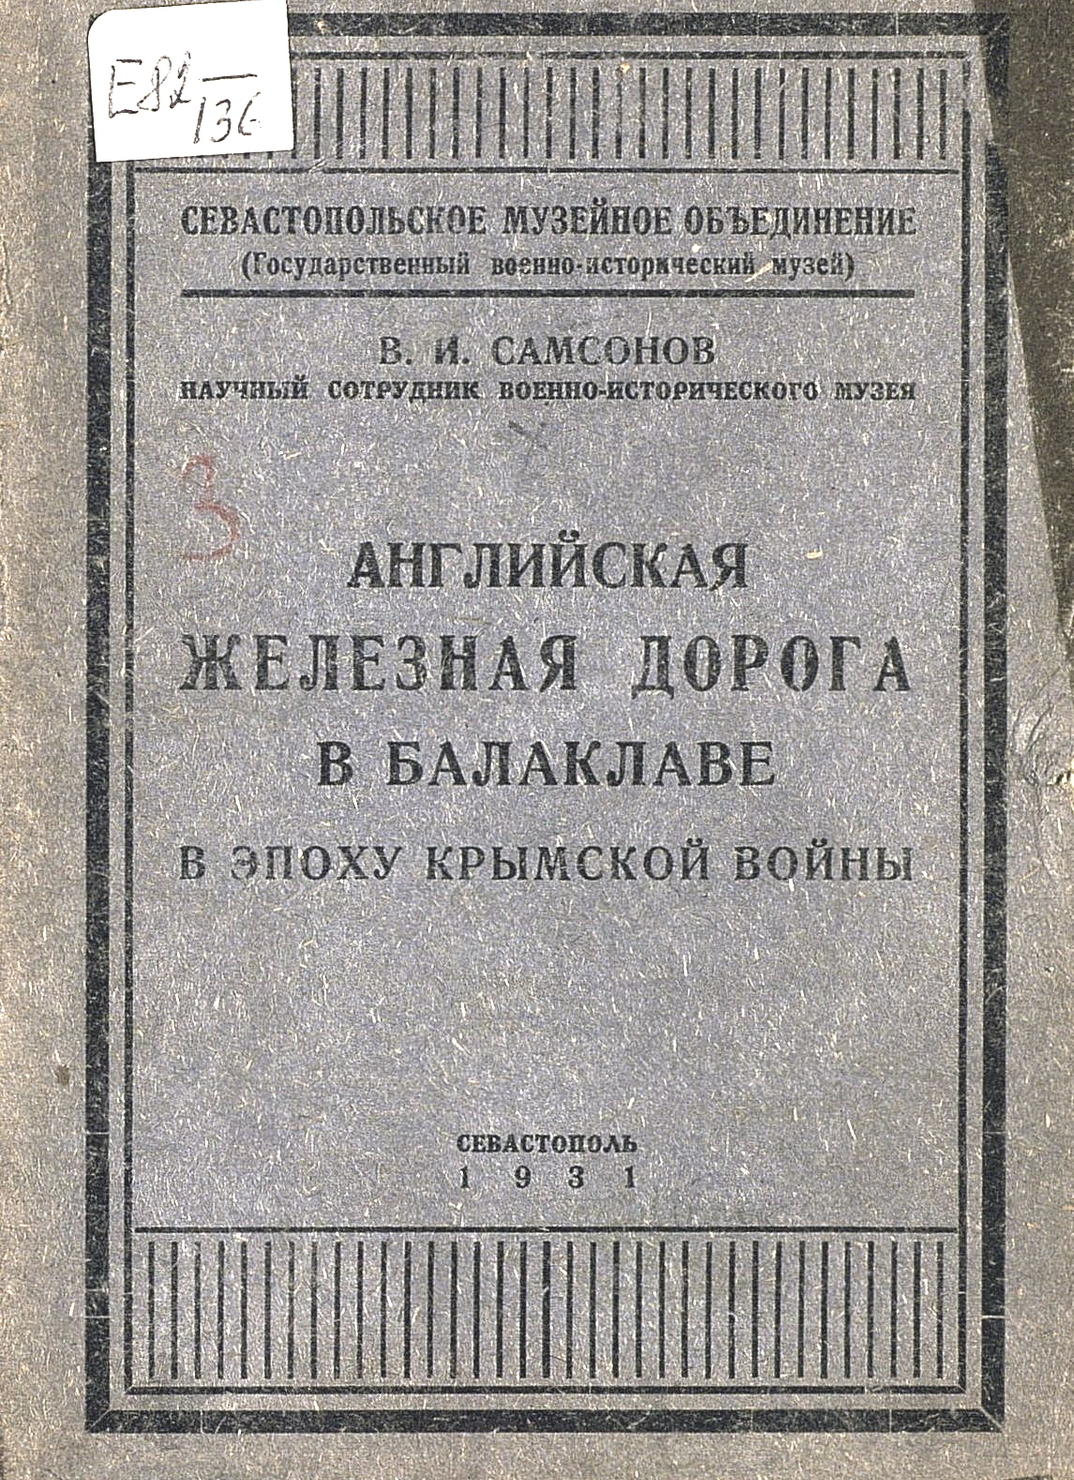 Е82—
136
СЕВАСТОПОЛЬСКОЕ МУЗЕЙНОЕ ОБЪЕДИНЕНИЕ
(Государственный военно-исторический музей)
В. И. САМСОНОВ
НАУЧНЫЙ СОТРУДНИК ВОЕННО-ИСТОРИЧЕСКОГО МУЗЕЯ
3
АНГЛИЙСКАЯ
ЖЕЛЕЗНАЯ ДОРОГА
В БАЛАКЛАВЕ
В ЭПОХУ КРЫМСКОЙ ВОЙНЫ
СЕВАСТОПОЛЬ
1931